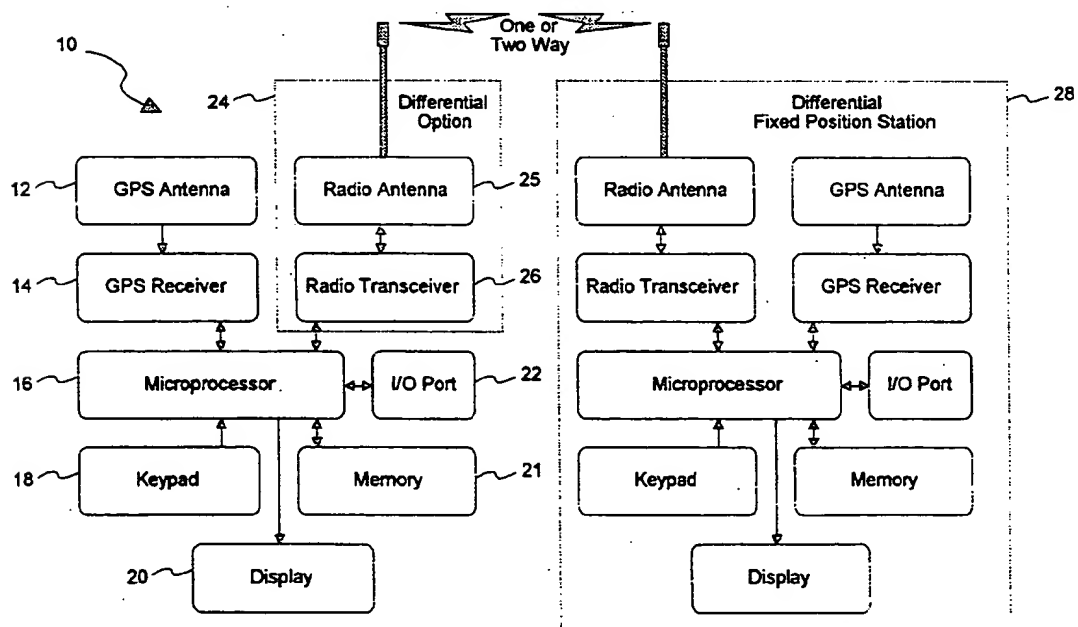 One or
Two Way
10
24
Differential
Option
Differential
Fixed Position Station
28
12
GPS Antenna
Radio Antenna
25
Radio Antenna
GPS Antenna
14
GPS Receiver
Radio Transceiver
26
Radio Transceiver
GPS Receiver
16
Microprocessor
I/O Port
22
Microprocessor
I/O Port
18
Keypad
Memory
21
Keypad
Memory
20
Display
Display